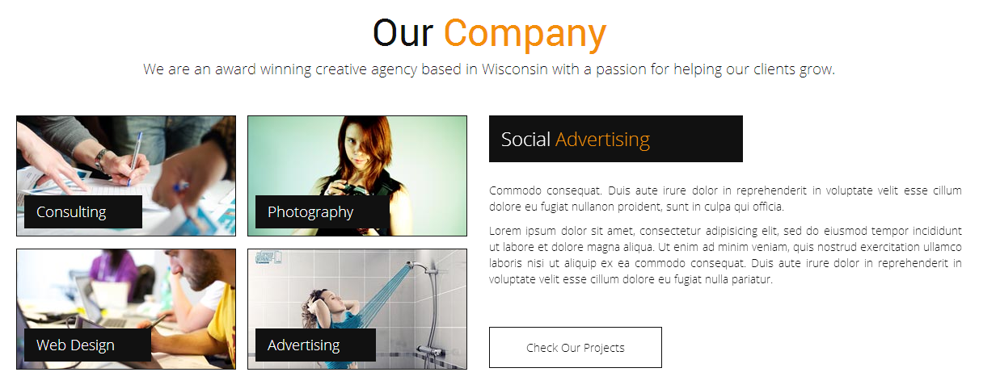 Our Company
We are an award winning creative agency based in Wisconsin with a passion for helping our clients grow.
Consulting
Photography
Web Design
Advertising
Social Advertising
Commodo consequat. Duis aute irure dolor in reprehenderit in voluptate velit esse cillum
dolore eu fugiat nullanon proident, sunt in culpa qui officia.
Lorem ipsum dolor sit amet, consectetur adipisicing elit, sed do eiusmod tempor incididunt
ut labore et dolore magna aliqua. Ut enim ad minim veniam, quis nostrud exercitation ullamco
laboris nisi ut aliquip ex ea commodo consequat. Duis aute irure dolor in reprehenderit in
voluptate velit esse cillum dolore eu fugiat nulla pariatur.
Check Our Projects